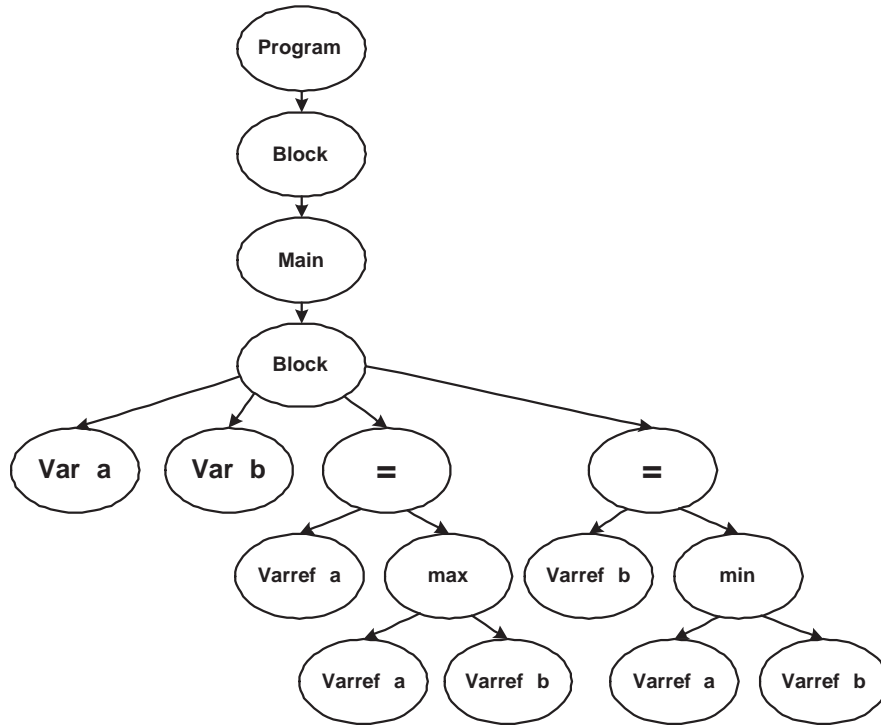 Program
Block
Main
Block
Var a
Var b
=
=
Varref a
max
Varref b
min
Varref a
Varref b
Varref a
Varref b